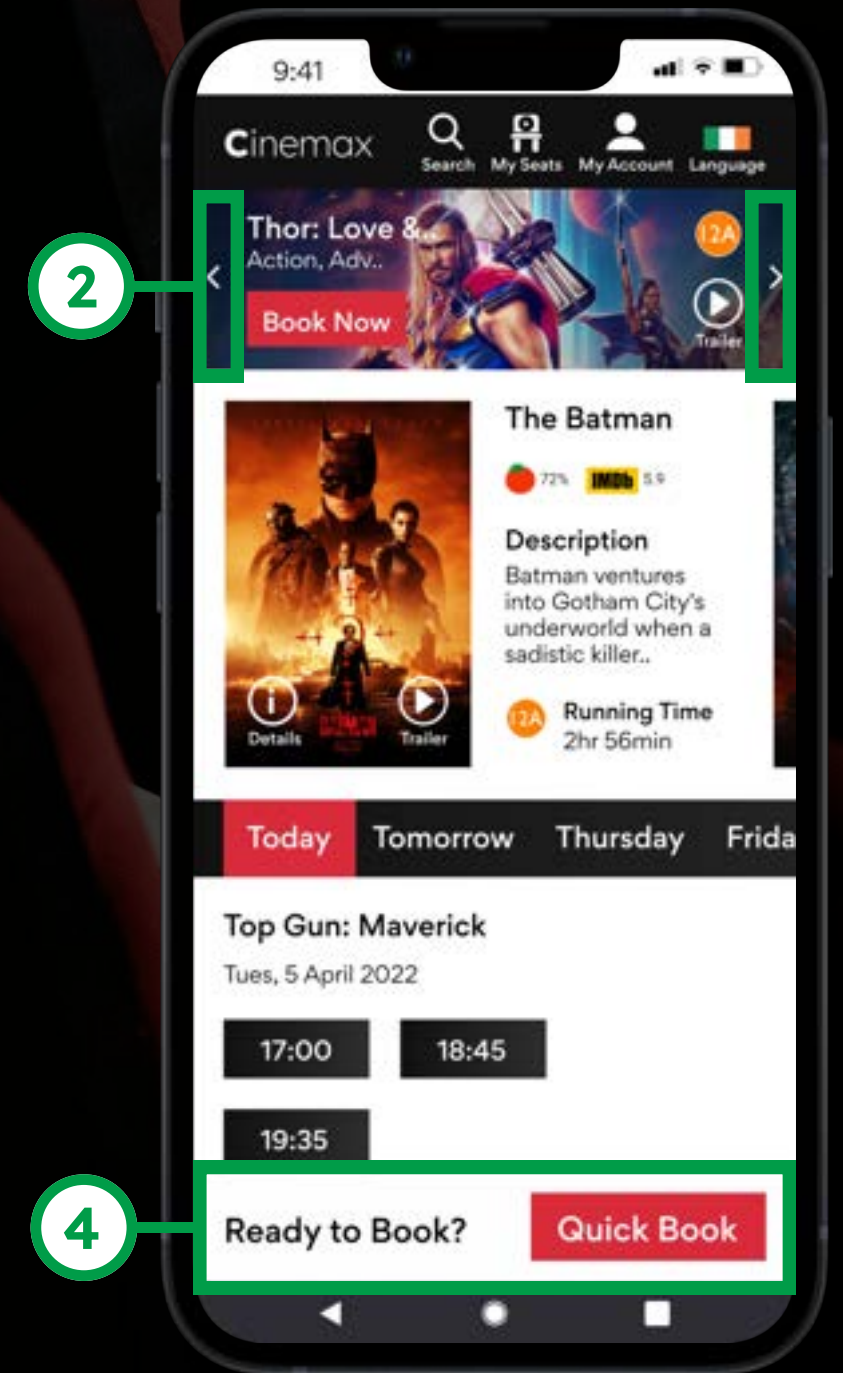 9:41
Cinemax
Search My Seats My Account Language
Thor: Love &..
Action, Adv..
12A
Book Now
Trailer
2
The Batman
72% IMDb 5.9
Description
Batman ventures
into Gotham City's
underworld when a
sadistic killer..
12A
Running Time
2hr 56min
Details
Trailer
Today Tomorrow Thursday Frida
Top Gun: Maverick
Tues, 5 April 2022
17:00 18:45
19:35
4
Ready to Book? Quick Book